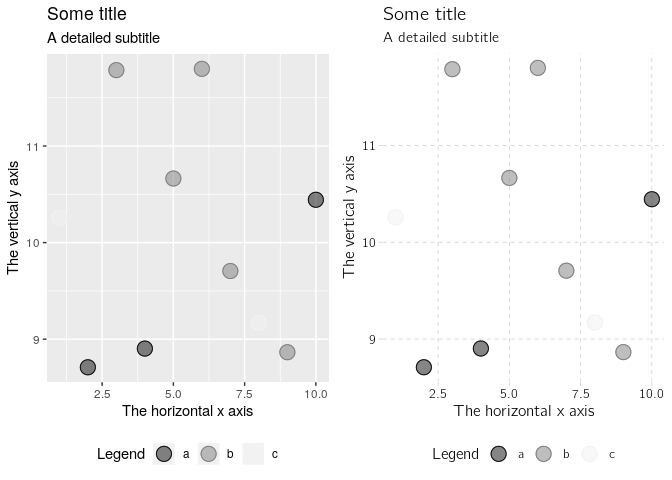 Some title
A detailed subtitle
The vertical y axis
11
10
9
2.5 5.0 7.5 10.0
The horizontal x axis
Legend a b c
Some title
A detailed subtitle
The vertical y axis
11
10
9
2.5 5.0 7.5 10.0
The horizontal x axis
Legend a b c